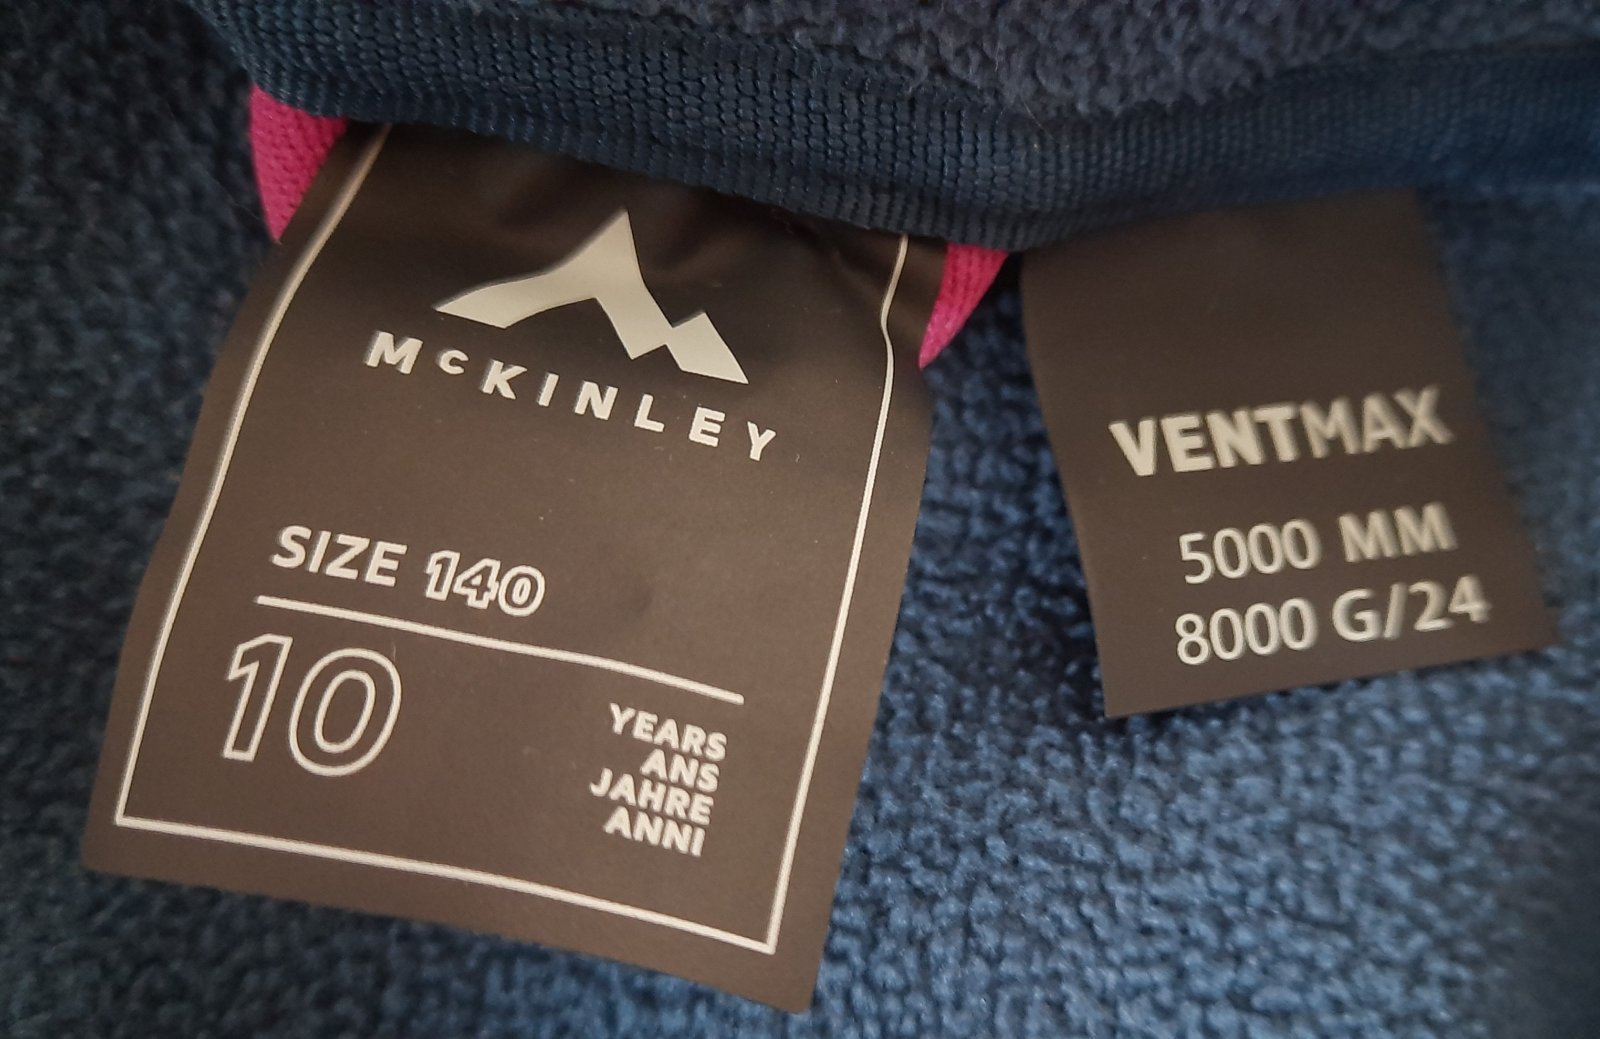 McKINLEY
SIZE 140
10
YEARS
ANS
JAHRE
ANNI
VENTMAX
5000 MM
8000 G/24